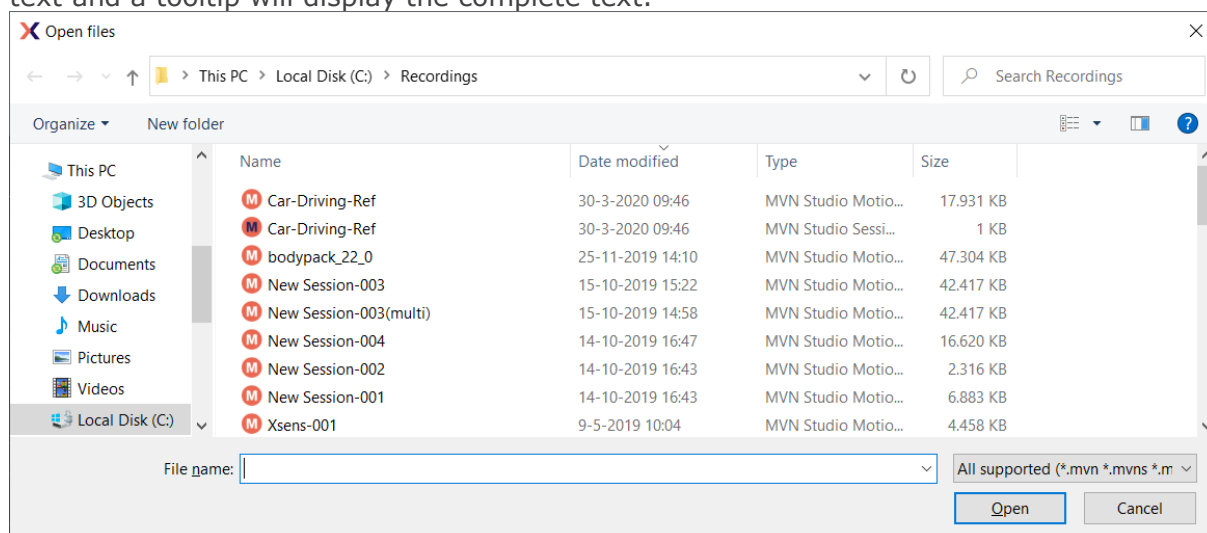 text and a tooltip will display the complete text.
Open files
This PC > Local Disk (C:) > Recordings
Search Recordings
Organize New folder
Name Date modified Type Size
This PC
3D Objects
Desktop
Documents
Downloads
Music
Pictures
Videos
Local Disk (C:)
Car-Driving-Ref 30-3-2020 09:46 MVN Studio Motio... 17.931 KB
Car-Driving-Ref 30-3-2020 09:46 MVN Studio Sessi... 1 KB
bodypack_22_0 25-11-2019 14:10 MVN Studio Motio... 47.304 KB
New Session-003 15-10-2019 15:22 MVN Studio Motio... 42.417 KB
New Session-003(multi) 15-10-2019 14:58 MVN Studio Motio... 42.417 KB
New Session-004 14-10-2019 16:47 MVN Studio Motio... 16.620 KB
New Session-002 14-10-2019 16:43 MVN Studio Motio... 2.316 KB
New Session-001 14-10-2019 16:43 MVN Studio Motio... 6.883 KB
Xsens-001 9-5-2019 10:04 MVN Studio Motio... 4.458 KB
File name: All supported (*.mvn *.mvns *.m
Open Cancel